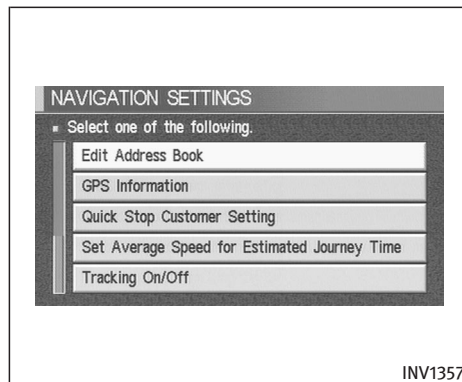 NAVIGATION SETTINGS
Select one of the following.
Edit Address Book
GPS Information
Quick Stop Customer Setting
Set Average Speed for Estimated Journey Time
Tracking On/Off
INV1357